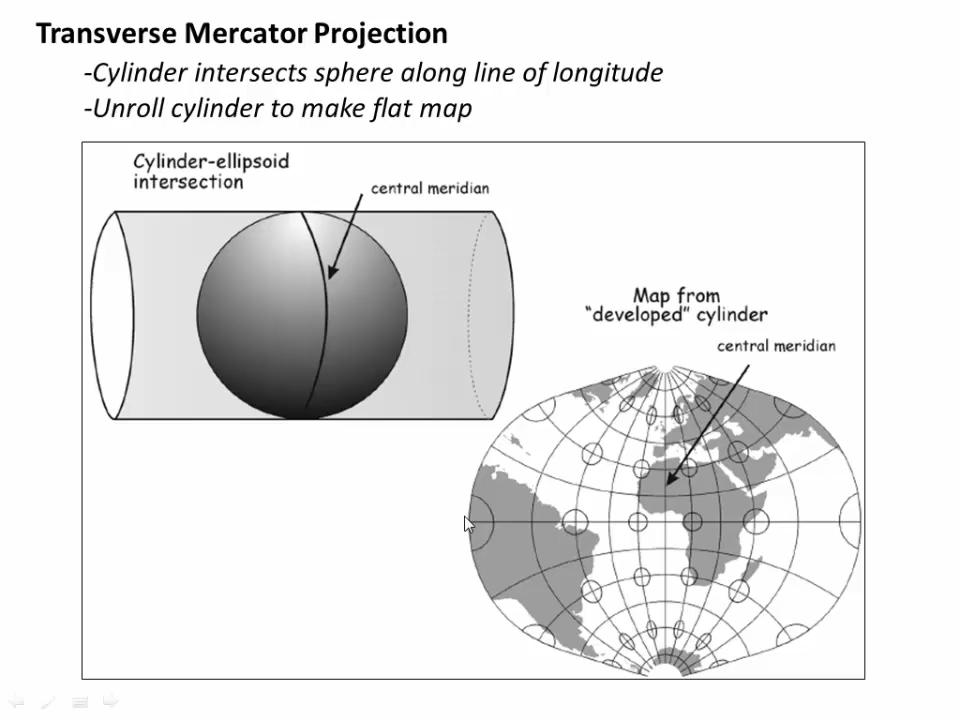 Transverse Mercator Projection
-Cylinder intersects sphere along line of longitude
-Unroll cylinder to make flat map
Cylinder-ellipsoid
intersection
central meridian
Map from
“developed” cylinder
central meridian